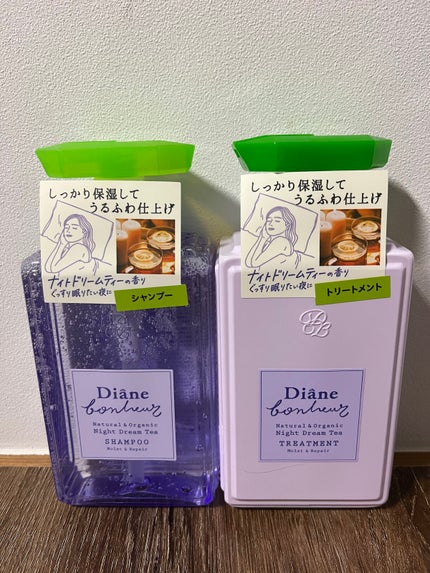 しっかり保湿して
うるふわ仕上げ
ナイトドリームティーの香り
ぐっすり眠りたい夜に
シャンプー
Diâne
bonheur
Natural & Organic
Night Dream Tea
SHAMPOO
Moist & Repair
しっかり保湿して
うるふわ仕上げ
ナイトドリームティーの香り
ぐっすり眠りたい夜に
トリートメント
Diâne
bonheur
Natural & Organic
Night Dream Tea
TREATMENT
Moist & Repair